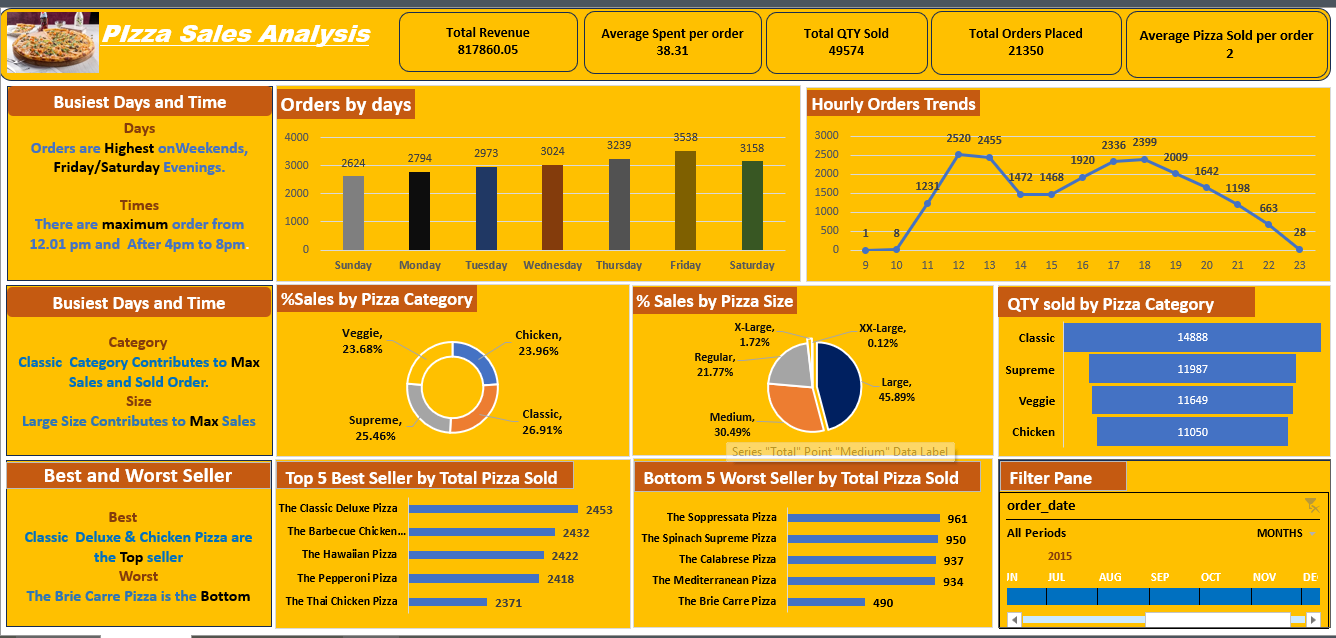 PIzza Sales Analysis
Total Revenue
817860.05
Average Spent per order
38.31
Total QTY Sold
49574
Total Orders Placed
21350
Average Pizza Sold per order
2
Busiest Days and Time
Days
Orders are Highest onWeekends,
Friday/Saturday Evenings.
Times
There are maximum order from
12.01 pm and After 4pm to 8pm.
Orders by days
4000
3000
2000
1000
0
2624
2794
2973
3024
3239
3538
3158
Sunday
Monday
Tuesday
Wednesday
Thursday
Friday
Saturday
Hourly Orders Trends
3000
2500
2000
1500
1000
500
0
1
8
1231
2520
2455
1472
1468
1920
2336
2399
2009
1642
1198
663
28
9 10 11 12 13 14 15 16 17 18 19 20 21 22 23
Busiest Days and Time
Category
Classic Category Contributes to Max
Sales and Sold Order.
Size
Large Size Contributes to Max Sales
%Sales by Pizza Category
Veggie,
23.68%
Chicken,
23.96%
Supreme,
25.46%
Classic,
26.91%
% Sales by Pizza Size
X-Large,
1.72%
XX-Large,
0.12%
Regular,
21.77%
Large,
45.89%
Medium,
30.49%
Series "Total" Point "Medium" Data Label
QTY sold by Pizza Category
Classic 14888
Supreme 11987
Veggie 11649
Chicken 11050
Best and Worst Seller
Best
Classic Deluxe & Chicken Pizza are
the Top seller
Worst
The Brie Carre Pizza is the Bottom
Top 5 Best Seller by Total Pizza Sold
The Classic Deluxe Pizza 2453
The Barbecue Chicken... 2432
The Hawaiian Pizza 2422
The Pepperoni Pizza 2418
The Thai Chicken Pizza 2371
Bottom 5 Worst Seller by Total Pizza Sold
The Soppressata Pizza 961
The Spinach Supreme Pizza 950
The Calabrese Pizza 937
The Mediterranean Pizza 934
The Brie Carre Pizza 490
Filter Pane
order_date
All Periods MONTHS
2015
IN JUL AUG SEP OCT NOV DE